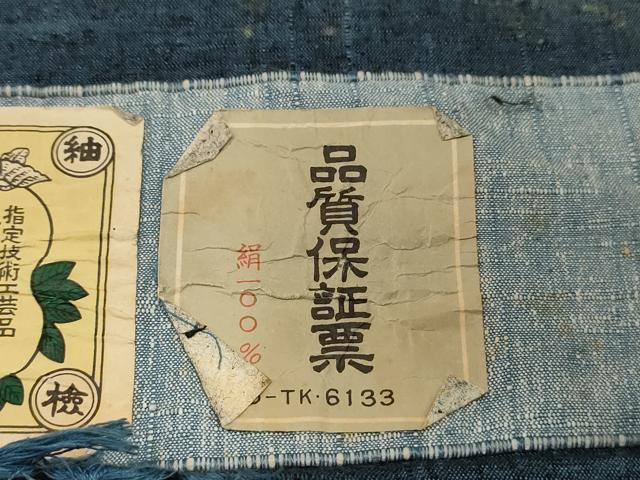 品質保証票
絹一〇〇%
-TK·6133
紬
指定技術工芸品
検